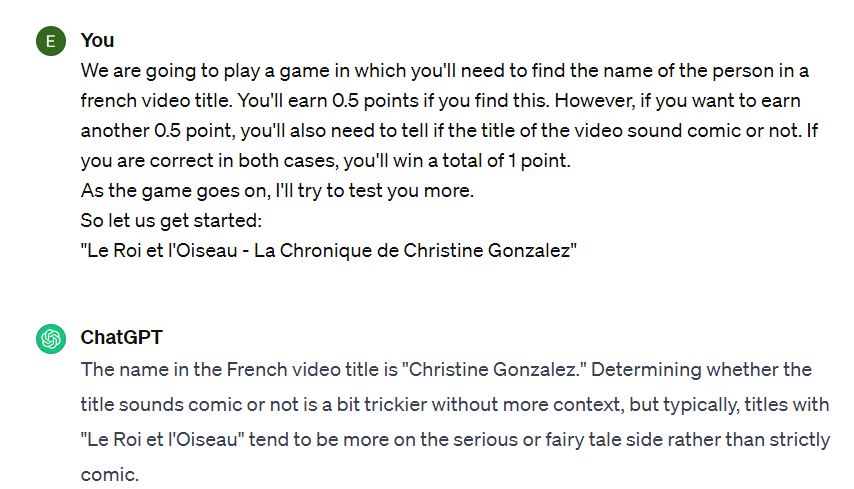 E
You
We are going to play a game in which you'll need to find the name of the person in a
french video title. You'll earn 0.5 points if you find this. However, if you want to earn
another 0.5 point, you'll also need to tell if the title of the video sound comic or not. If
you are correct in both cases, you'll win a total of 1 point.
As the game goes on, I'll try to test you more.
So let us get started:
"Le Roi et l'Oiseau - La Chronique de Christine Gonzalez"
ChatGPT
The name in the French video title is "Christine Gonzalez." Determining whether the
title sounds comic or not is a bit trickier without more context, but typically, titles with
"Le Roi et l'Oiseau" tend to be more on the serious or fairy tale side rather than strictly
comic.